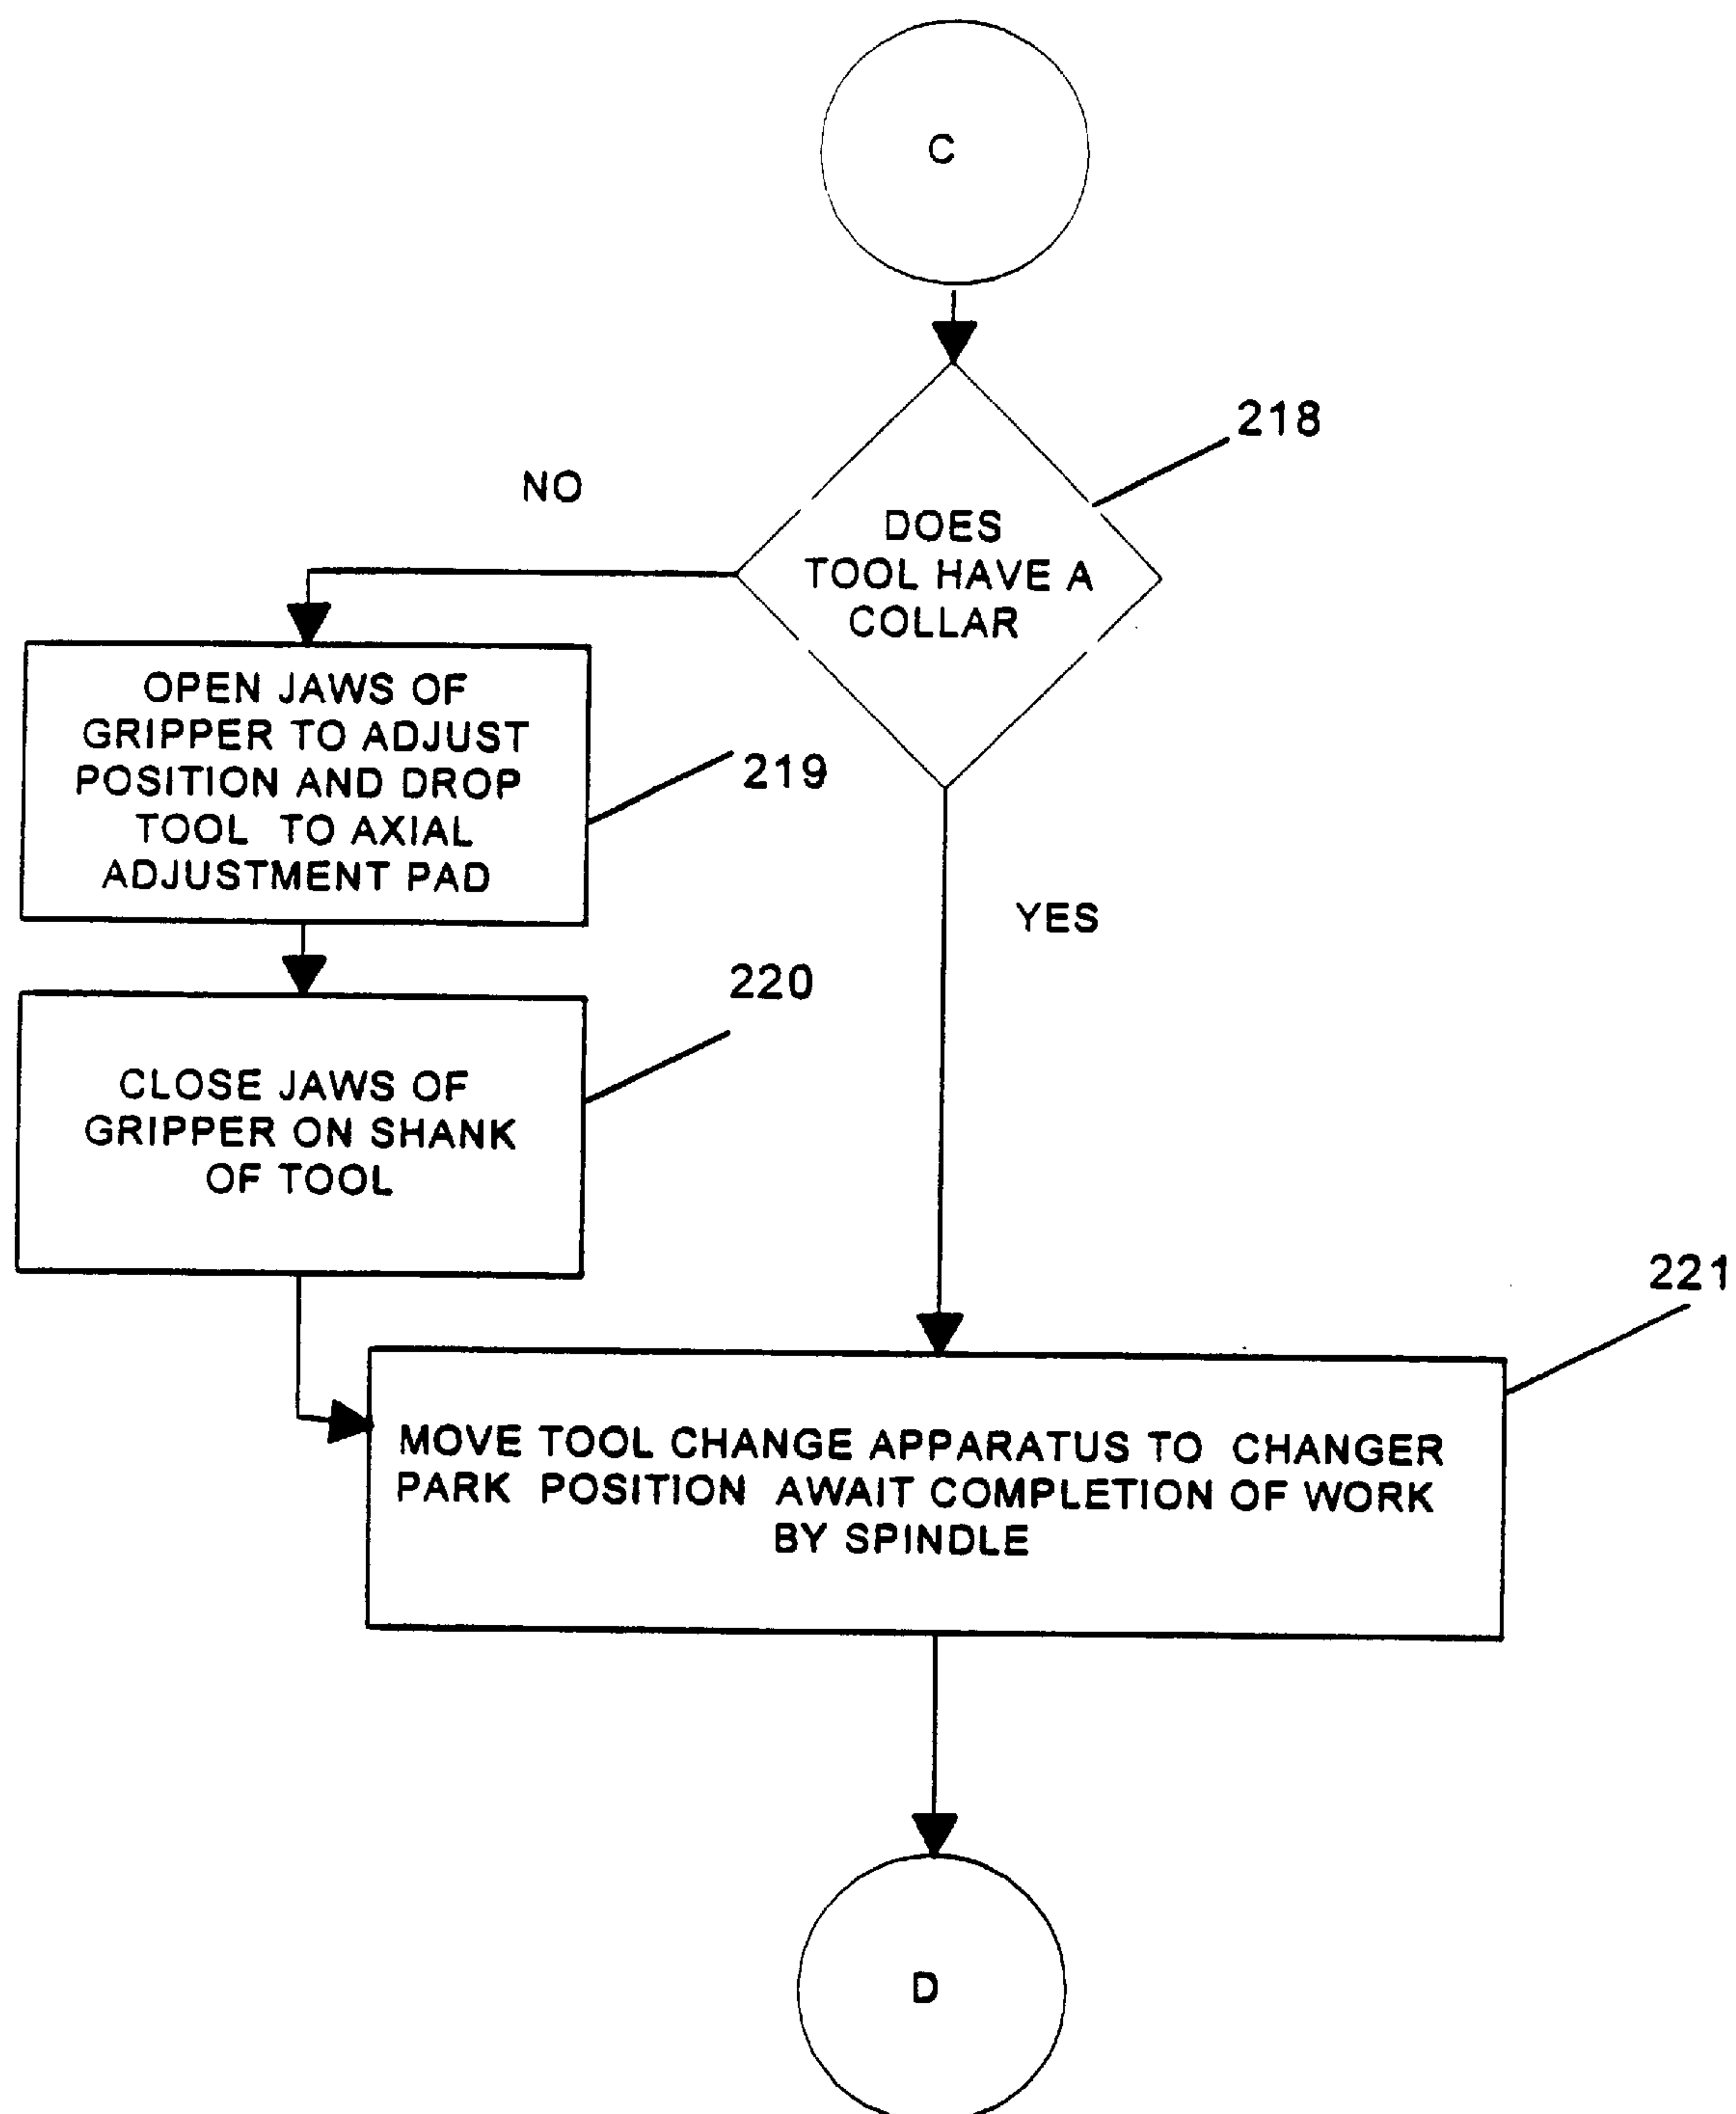 C
218
NO
DOES
TOOL HAVE A
COLLAR
OPEN JAWS OF
GRIPPER TO ADJUST
POSITION AND DROP
TOOL TO AXIAL
ADJUSTMENT PAD
219
YES
220
CLOSE JAWS OF
GRIPPER ON SHANK
OF TOOL
221
MOVE TOOL CHANGE APPARATUS TO CHANGER
PARK POSITION AWAIT COMPLETION OF WORK
BY SPINDLE
D